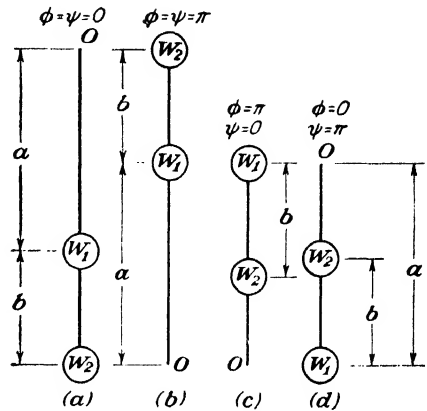 ϕ=ψ=0 ϕ=ψ=π
O W₂
b
ϕ=π ϕ=0
ψ=0 ψ=π
O
a W₁ W₁
b a
W₁ W₂ W₂ a
b b
W₂ O O W₁
(a) (b) (c) (d)